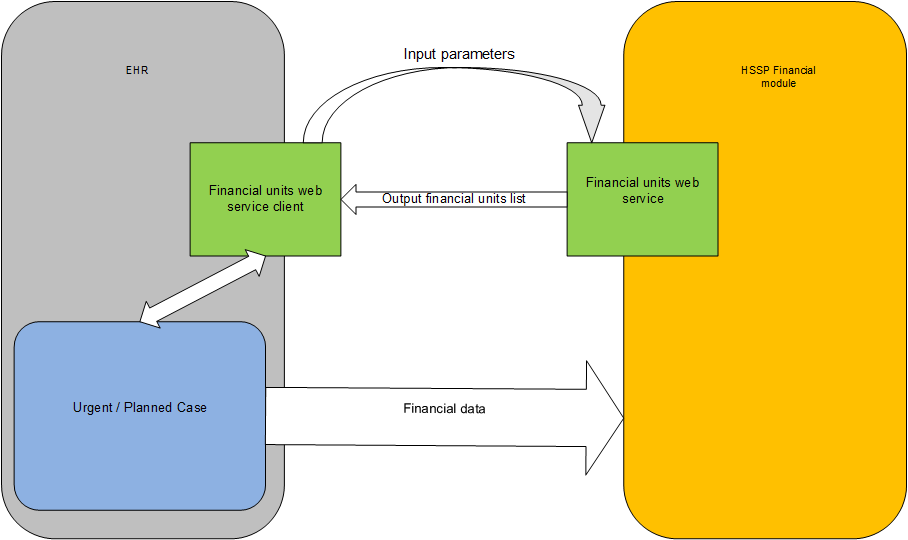 Input parameters
EHR
HSSP Financial
module
Financial units web
service client
Output financial units list
Financial units web
service
Urgent / Planned Case
Financial data